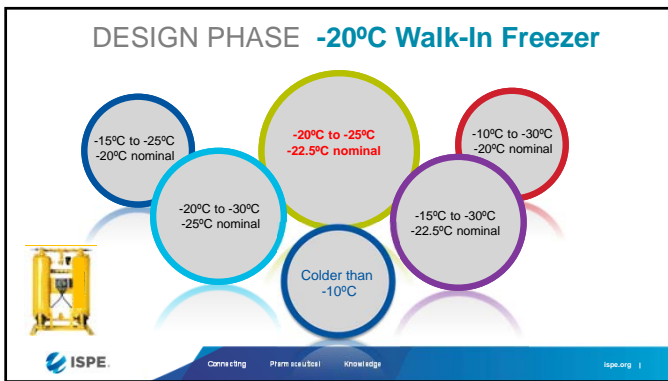 DESIGN PHASE -20ºC Walk-In Freezer
-15ºC to -25ºC
-20ºC nominal
-20ºC to -30ºC
-25ºC nominal
-20ºC to -25ºC
-22.5ºC nominal
Colder than
-10ºC
-15ºC to -30ºC
-22.5ºC nominal
-10ºC to -30ºC
-20ºC nominal
ISPE.
Connecting Pharmaceutical Knowledge
ispe.org |